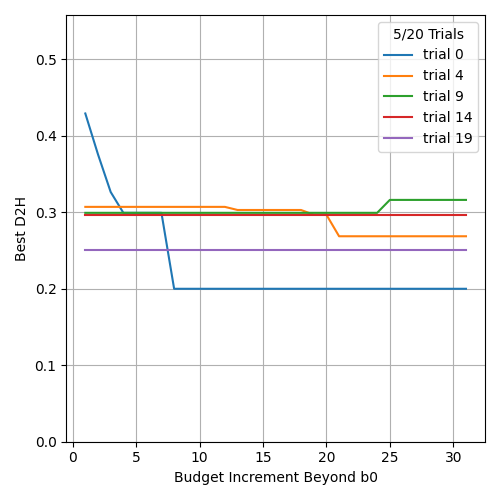 5/20 Trials
trial 0
trial 4
trial 9
trial 14
trial 19
Best D2H
0.5
0.4
0.3
0.2
0.1
0.0
0 5 10 15 20 25 30
Budget Increment Beyond b0